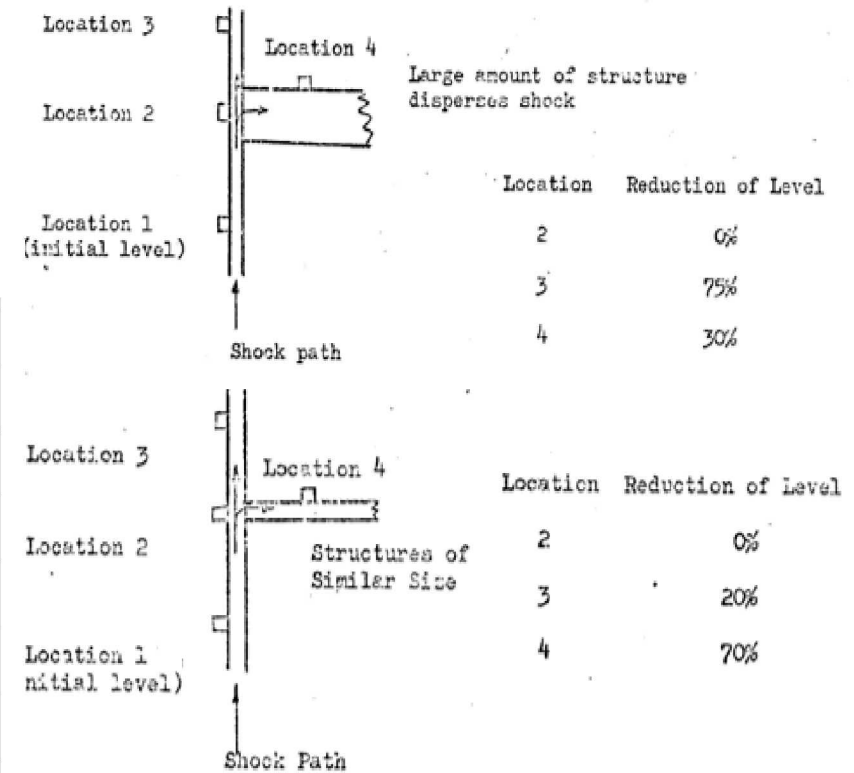 Location 3
Location 4
Large amount of structure
disperses shock
Location 2
Location Reduction of Level
Location 1
(initial level)
2 0%
3 75%
4 30%
Shock path
Location 3
Location 4
Location Reduction of Level
Location 2
2 0%
Structures of
Similar Size
3 20%
4 70%
Location 1
nitial level)
Shock Path